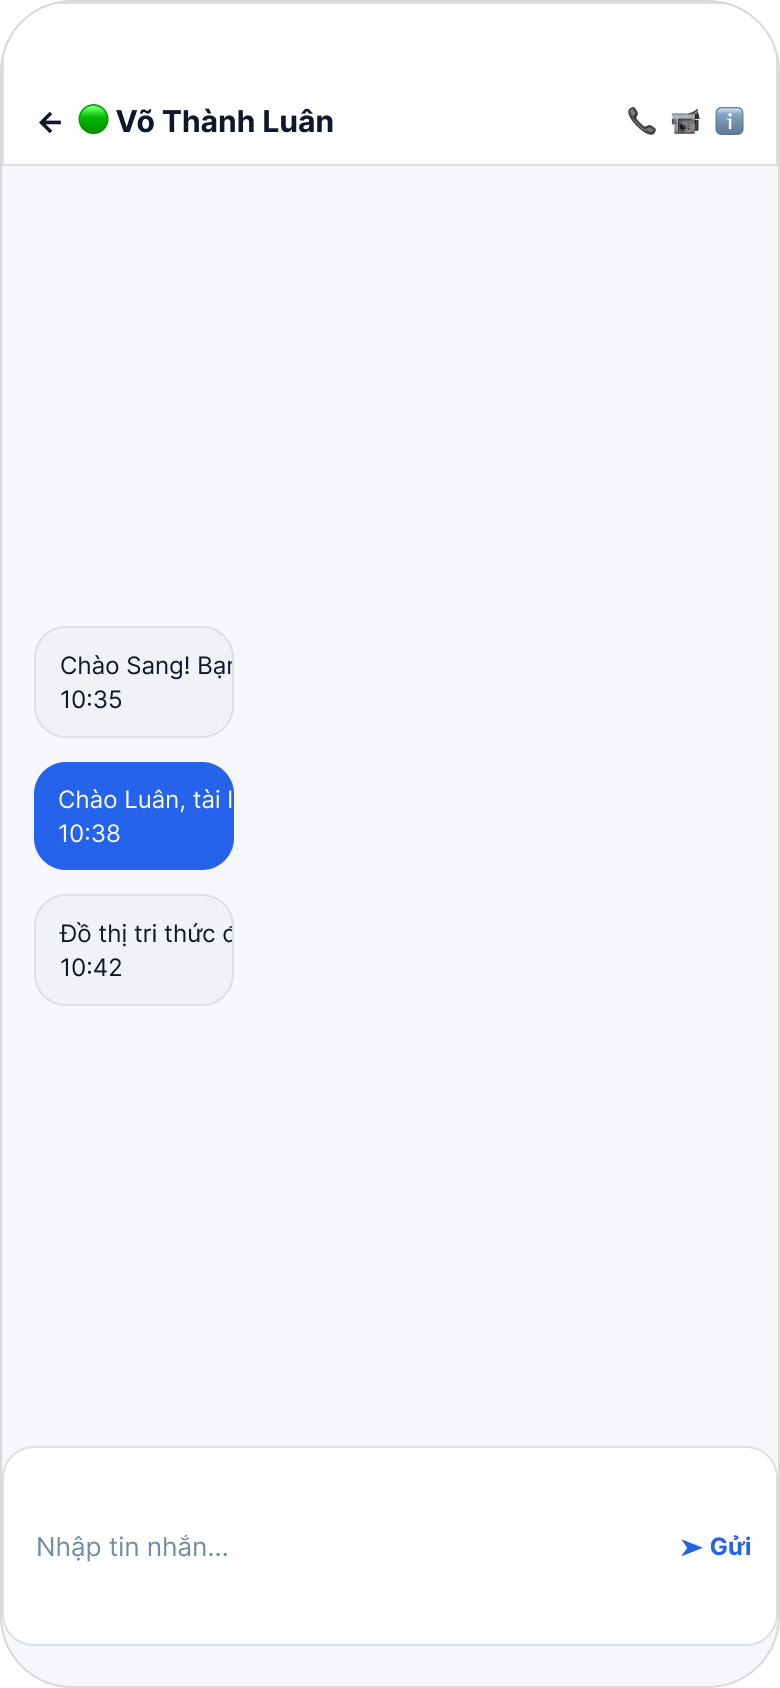 Võ Thành Luân
Chào Sang! Bạn
10:35
Chào Luân, tài
10:38
Đồ thị tri thức
10:42
Nhập tin nhắn...
➤ Gửi